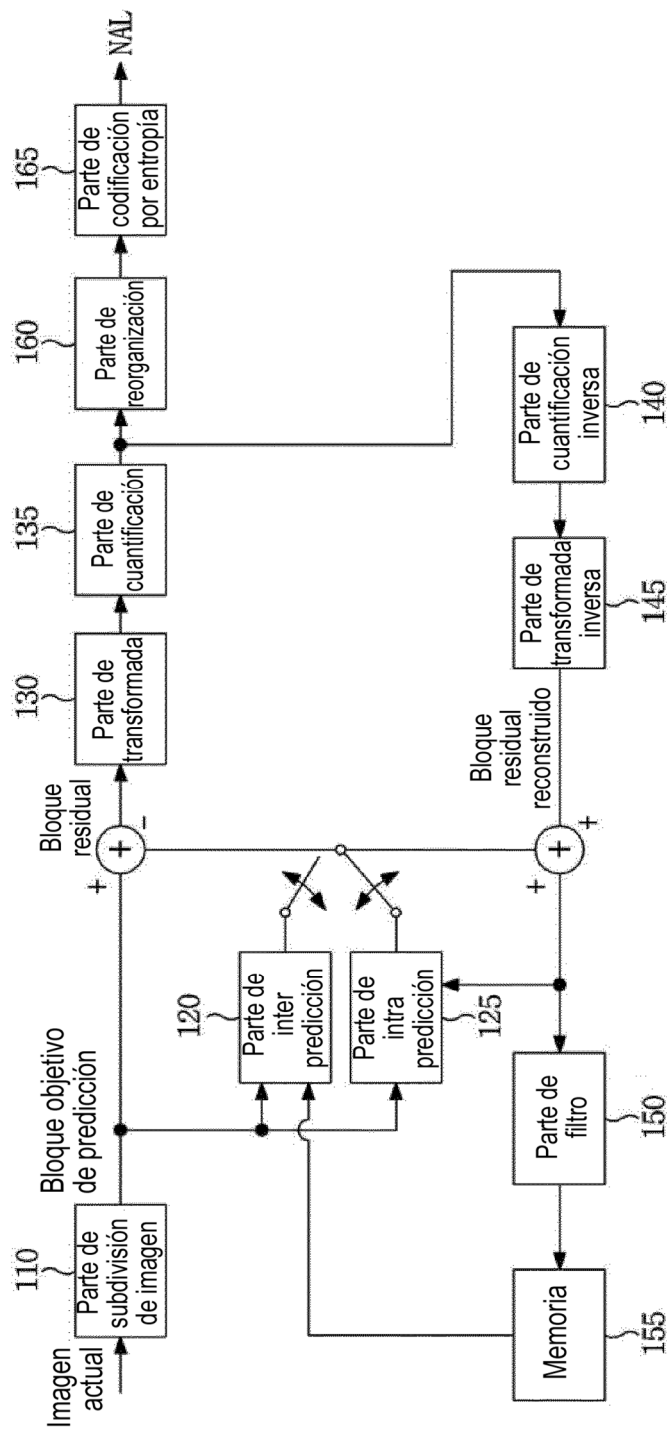 Imagen
actual
110
Parte de
subdivisión
de imagen
Bloque objetivo
de predicción
+
+
-
Bloque
residual
130
Parte de
transformada
135
Parte de
cuantificación
160
Parte de
reorganización
165
Parte de
codificación
por entropía
NAL
120
Parte de
inter
predicción
Parte de
intra
predicción
125
Memoria
155
Parte de
filtro
150
+
+
+
Bloque
residual
reconstruido
Parte de
transformada
inversa
145
Parte de
cuantificación
inversa
140